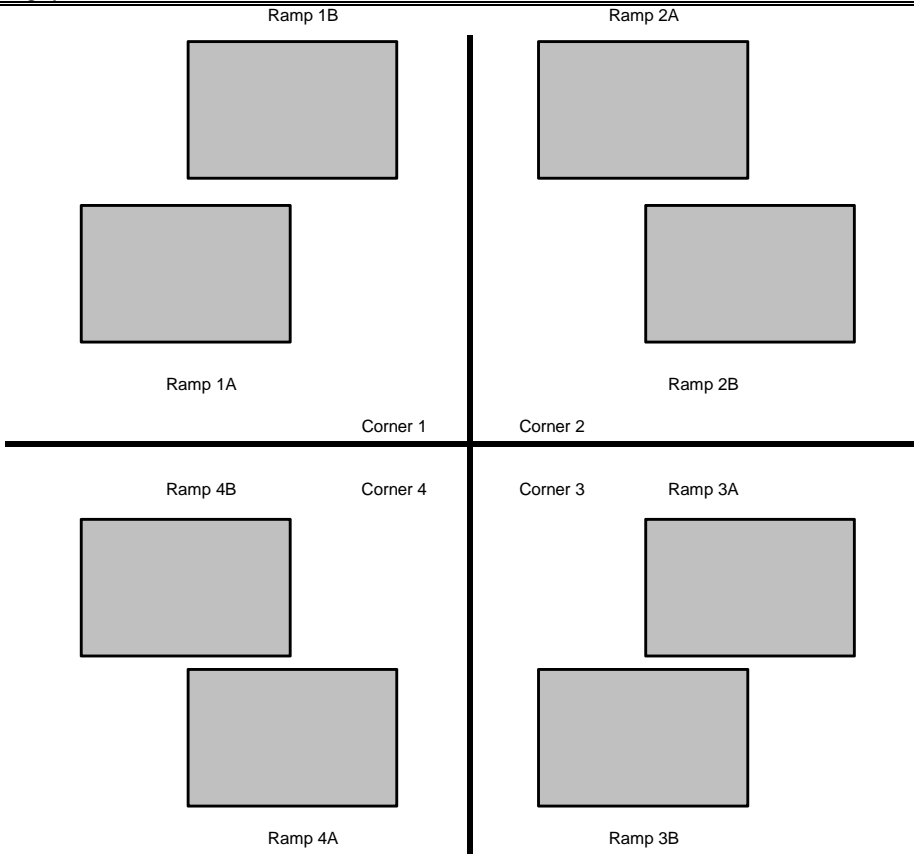 Ramp 1B Ramp 2A
Ramp 1A Ramp 2B
Corner 1 Corner 2
Ramp 4B Corner 4 Corner 3 Ramp 3A
Ramp 4A Ramp 3B